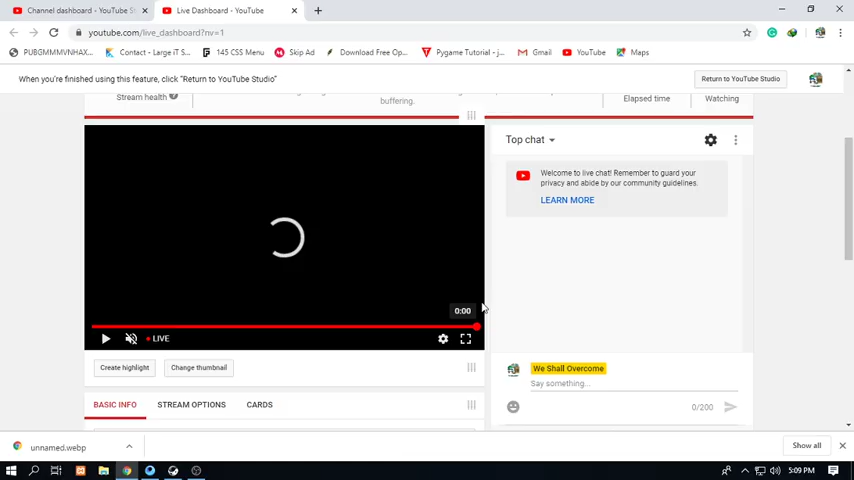 Channel dashboard - YouTube St
Live Dashboard - YouTube
youtube.com/live_dashboard?nv=1
PUBGMMMVNHAX...
Contact - Large iT S...
145 CSS Menu
Skip Ad
Download Free Op...
Pygame Tutorial - j...
Gmail
YouTube
Maps
When you're finished using this feature, click "Return to YouTube Studio"
Return to YouTube Studio
Stream health
buffering.
Elapsed time
Watching
Top chat
Welcome to live chat! Remember to guard your
privacy and abide by our community guidelines.
LEARN MORE
0:00
LIVE
Create highlight
Change thumbnail
We Shall Overcome
Say something...
0/200
BASIC INFO
STREAM OPTIONS
CARDS
unnamed.webp
Show all
5:09 PM